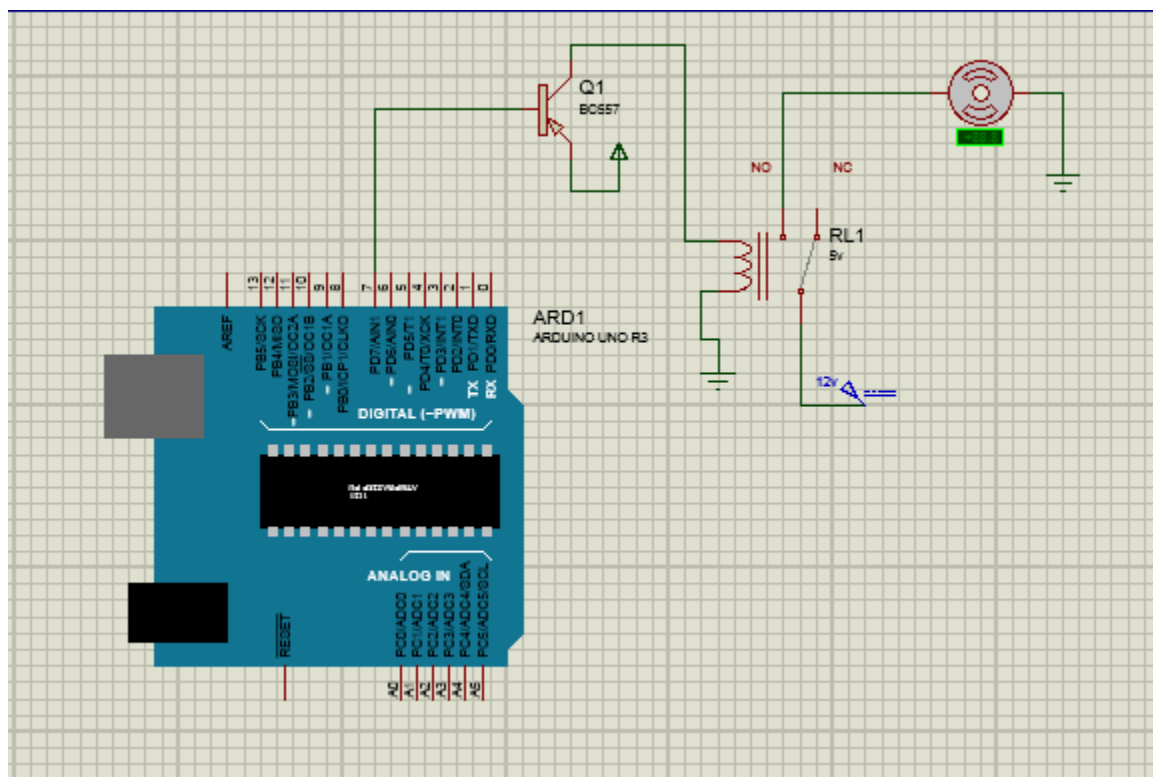 Q1
BC557
NO
NC
RL1
9v
12v
ARD1
ARDUINO UNO R3
13
12
11
10
9
8
7
6
5
4
3
2
1
0
AREF
PB5/SCK
PB4/MISO
~PB3/MOSI/OC2A
~PB2/SS/OC1B
~PB1/OC1A
PB0/ICP1/CLKO
PD7/AIN1
~PD6/AIN0
~PD5/T1
PD4/T0/XCK
~PD3/INT1
PD2/INT0
TX PD1/TXD
RX PD0/RXD
DIGITAL (~PWM)
ANALOG IN
RESET
PC0/ADC0
PC1/ADC1
PC2/ADC2
PC3/ADC3
PC4/ADC4/SDA
PC5/ADC5/SCL
A0
A1
A2
A3
A4
A5